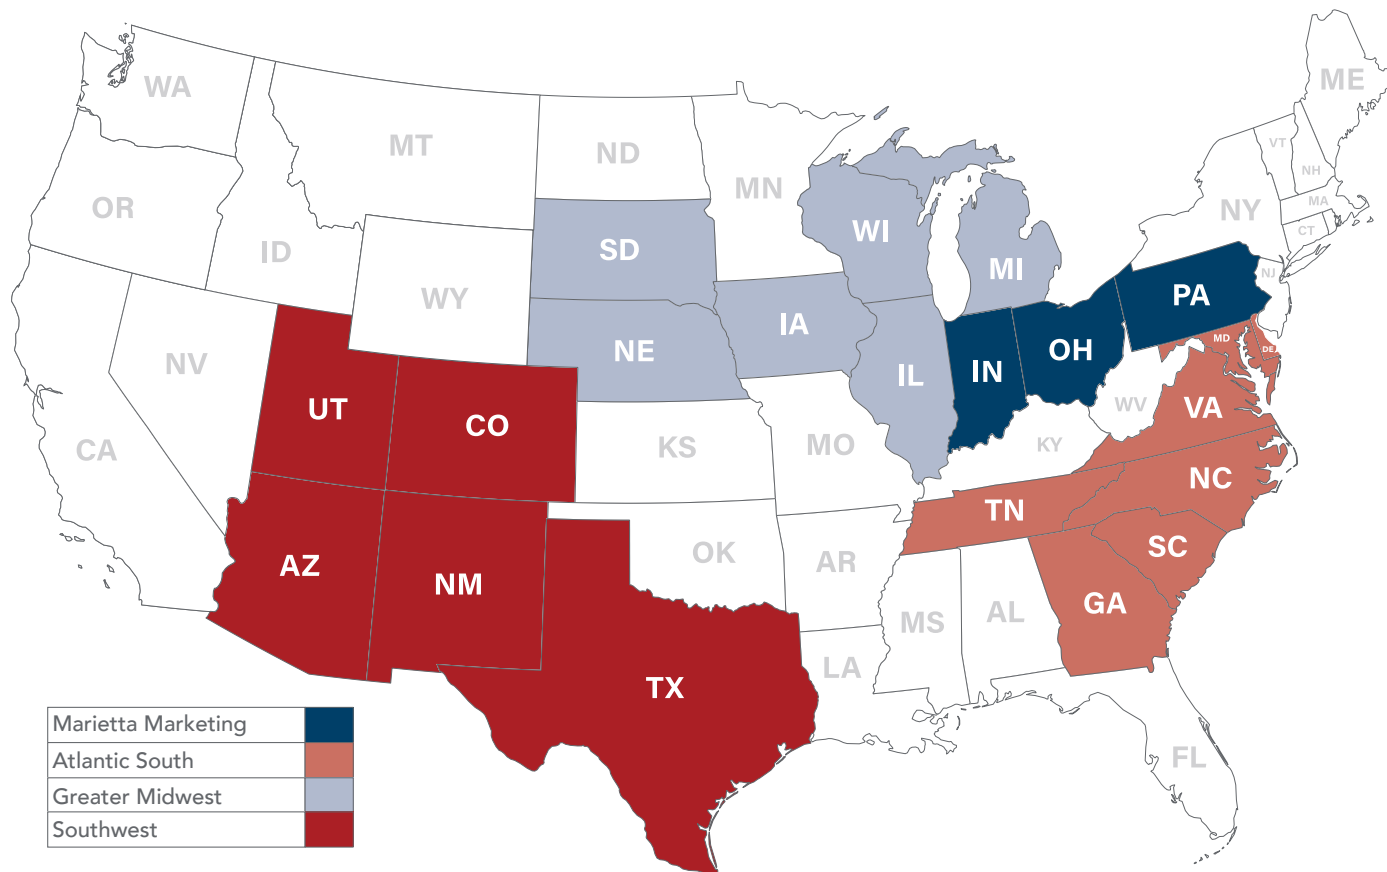 WA
MT
ND
MN
ME
VT
NH
OR
ID
SD
WI
NY
MA
CT
WY
MI
NJ
PA
IA
NE
OH
IN
MD
DE
NV
UT
CO
IL
WV
VA
CA
KS
MO
KY
NC
TN
AZ
NM
OK
AR
SC
GA
MS
AL
TX
LA
FL
Marietta Marketing
Atlantic South
Greater Midwest
Southwest